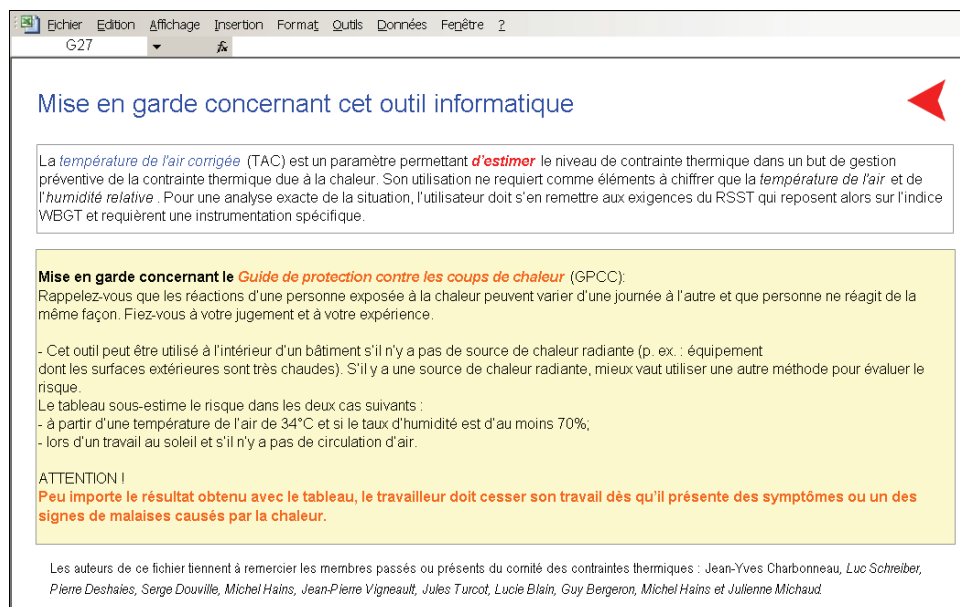 Fichier Edition Affichage Insertion Format Outils Données Fenêtre ?
G27 fx
Mise en garde concernant cet outil informatique
La température de l'air corrigée (TAC) est un paramètre permettant d'estimer le niveau de contrainte thermique dans un but de gestion
préventive de la contrainte thermique due à la chaleur. Son utilisation ne requiert comme éléments à chiffrer que la température de l'air et de
l'humidité relative . Pour une analyse exacte de la situation, l'utilisateur doit s'en remettre aux exigences du RSST qui reposent alors sur l'indice
WBGT et requièrent une instrumentation spécifique.
Mise en garde concernant le Guide de protection contre les coups de chaleur (GPCC):
Rappelez-vous que les réactions d'une personne exposée à la chaleur peuvent varier d'une journée à l'autre et que personne ne réagit de la
même façon. Fiez-vous à votre jugement et à votre expérience.
- Cet outil peut être utilisé à l'intérieur d'un bâtiment s'il n'y a pas de source de chaleur radiante (p. ex. : équipement
dont les surfaces extérieures sont très chaudes). S'il y a une source de chaleur radiante, mieux vaut utiliser une autre méthode pour évaluer le
risque.
Le tableau sous-estime le risque dans les deux cas suivants :
- à partir d'une température de l'air de 34°C et si le taux d'humidité est d'au moins 70%;
- lors d'un travail au soleil et s'il n'y a pas de circulation d'air.
ATTENTION !
Peu importe le résultat obtenu avec le tableau, le travailleur doit cesser son travail dès qu'il présente des symptômes ou un des
signes de malaises causés par la chaleur.
Les auteurs de ce fichier tiennent à remercier les membres passés ou présents du comité des contraintes thermiques : Jean-Yves Charbonneau, Luc Schreiber,
Pierre Deshaies, Serge Douville, Michel Hains, Jean-Pierre Vigneault, Jules Turcot, Lucie Blain, Guy Bergeron, Michel Hains et Julienne Michaud.